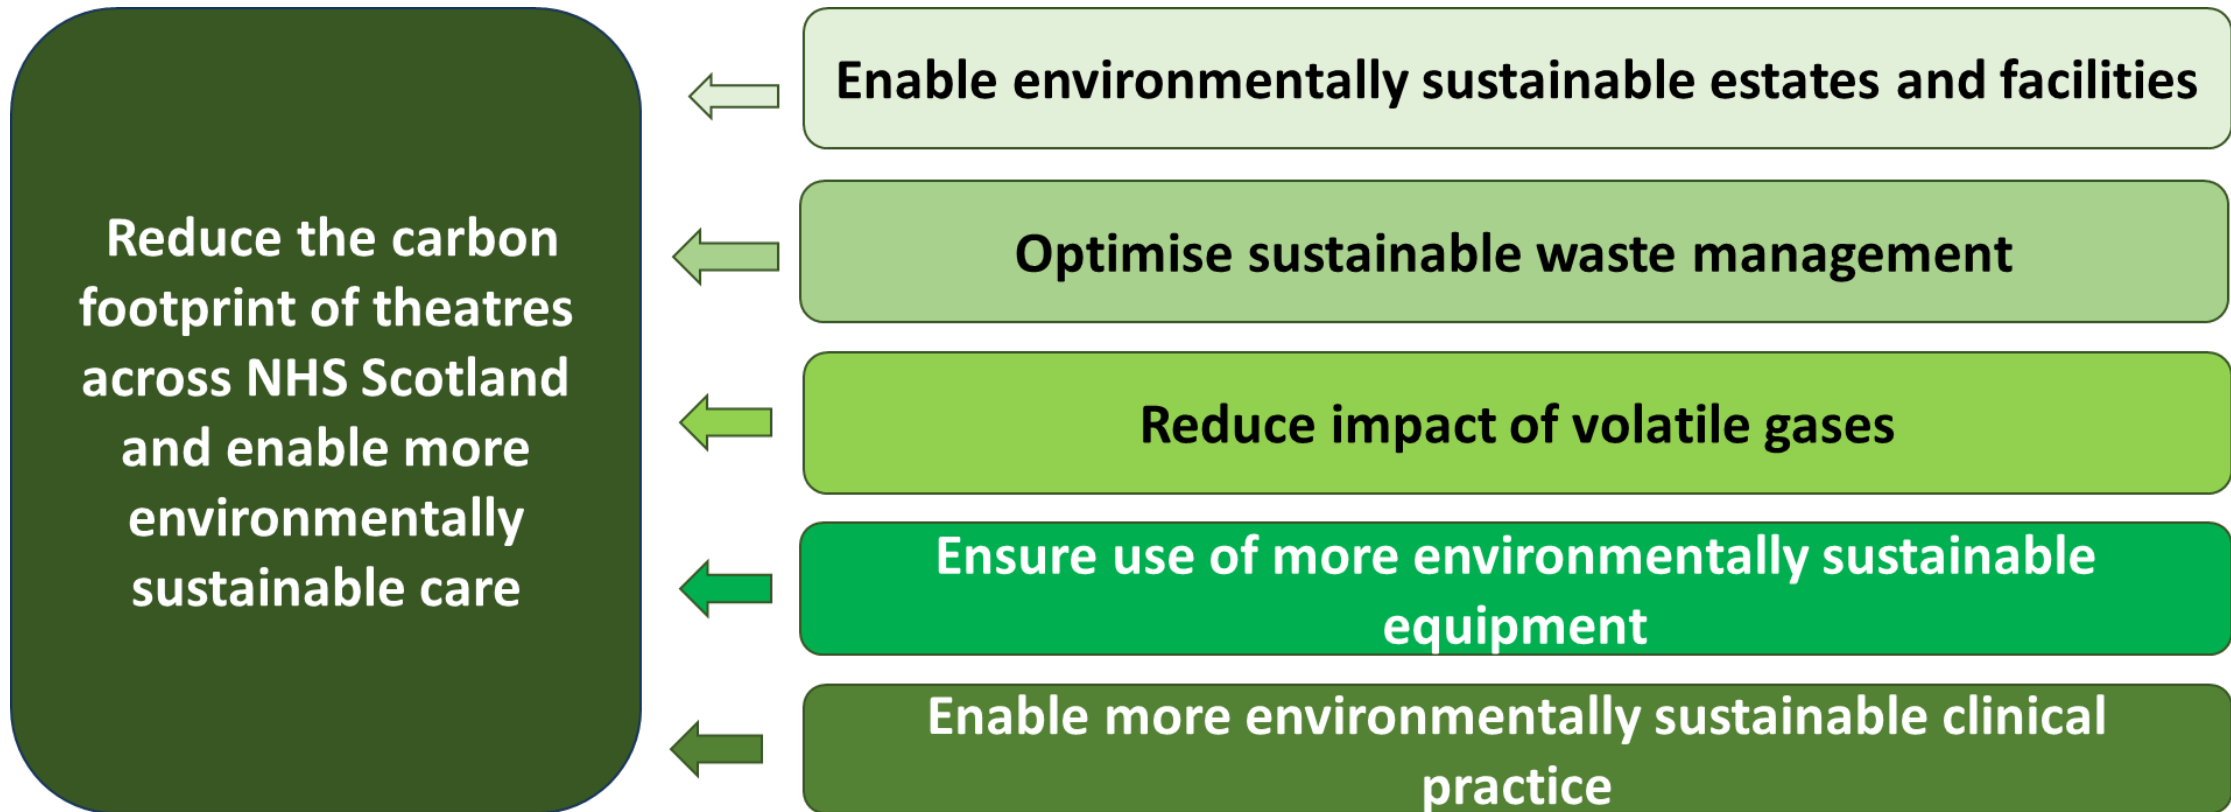 Reduce the carbon
footprint of theatres
across NHS Scotland
and enable more
environmentally
sustainable care
Enable environmentally sustainable estates and facilities
Optimise sustainable waste management
Reduce impact of volatile gases
Ensure use of more environmentally sustainable
equipment
Enable more environmentally sustainable clinical
practice